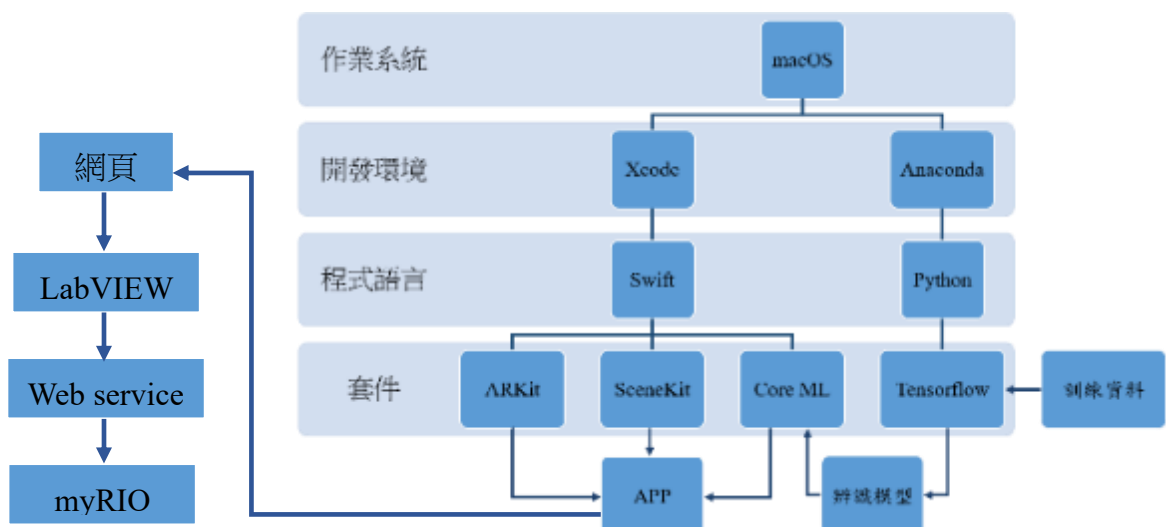 作業系統
macOS
網頁
開發環境
Xcode
Anaconda
LabVIEW
程式語言
Swift
Python
Web service
套件
ARKit
SceneKit
Core ML
Tensorflow
訓練資料
myRIO
APP
辨識模型